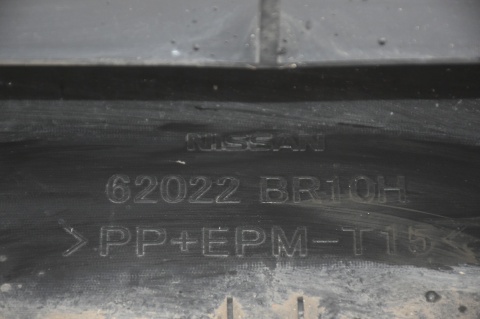 NISSAN
62022 BR10H
>PP+EPM-T15<